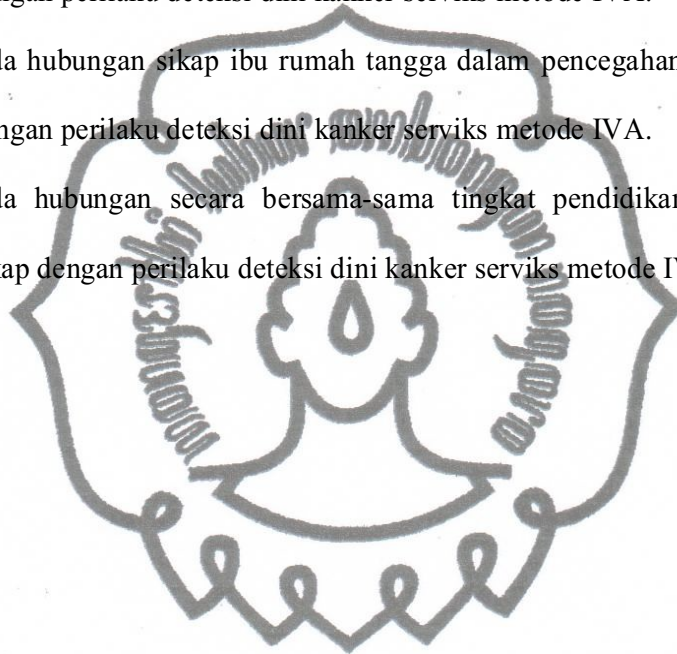 ngan perilaku deteksi dini kanker serviks metode IVA.
la hubungan sikap ibu rumah tangga dalam pencegahan
ngan perilaku deteksi dini kanker serviks metode IVA.
la hubungan secara bersama-sama tingkat pendidikan
kap dengan perilaku deteksi dini kanker serviks metode